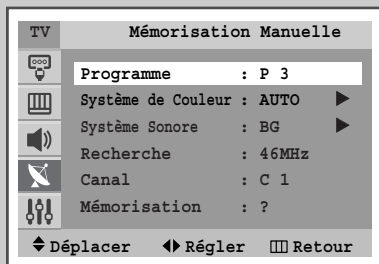 TV Mémorisation Manuelle
Programme : P 3
Système de Couleur : AUTO ▶
Système Sonore : BG ▶
Recherche : 46MHz
Canal : C 1
Mémorisation : ?
Déplacer Régler Retour